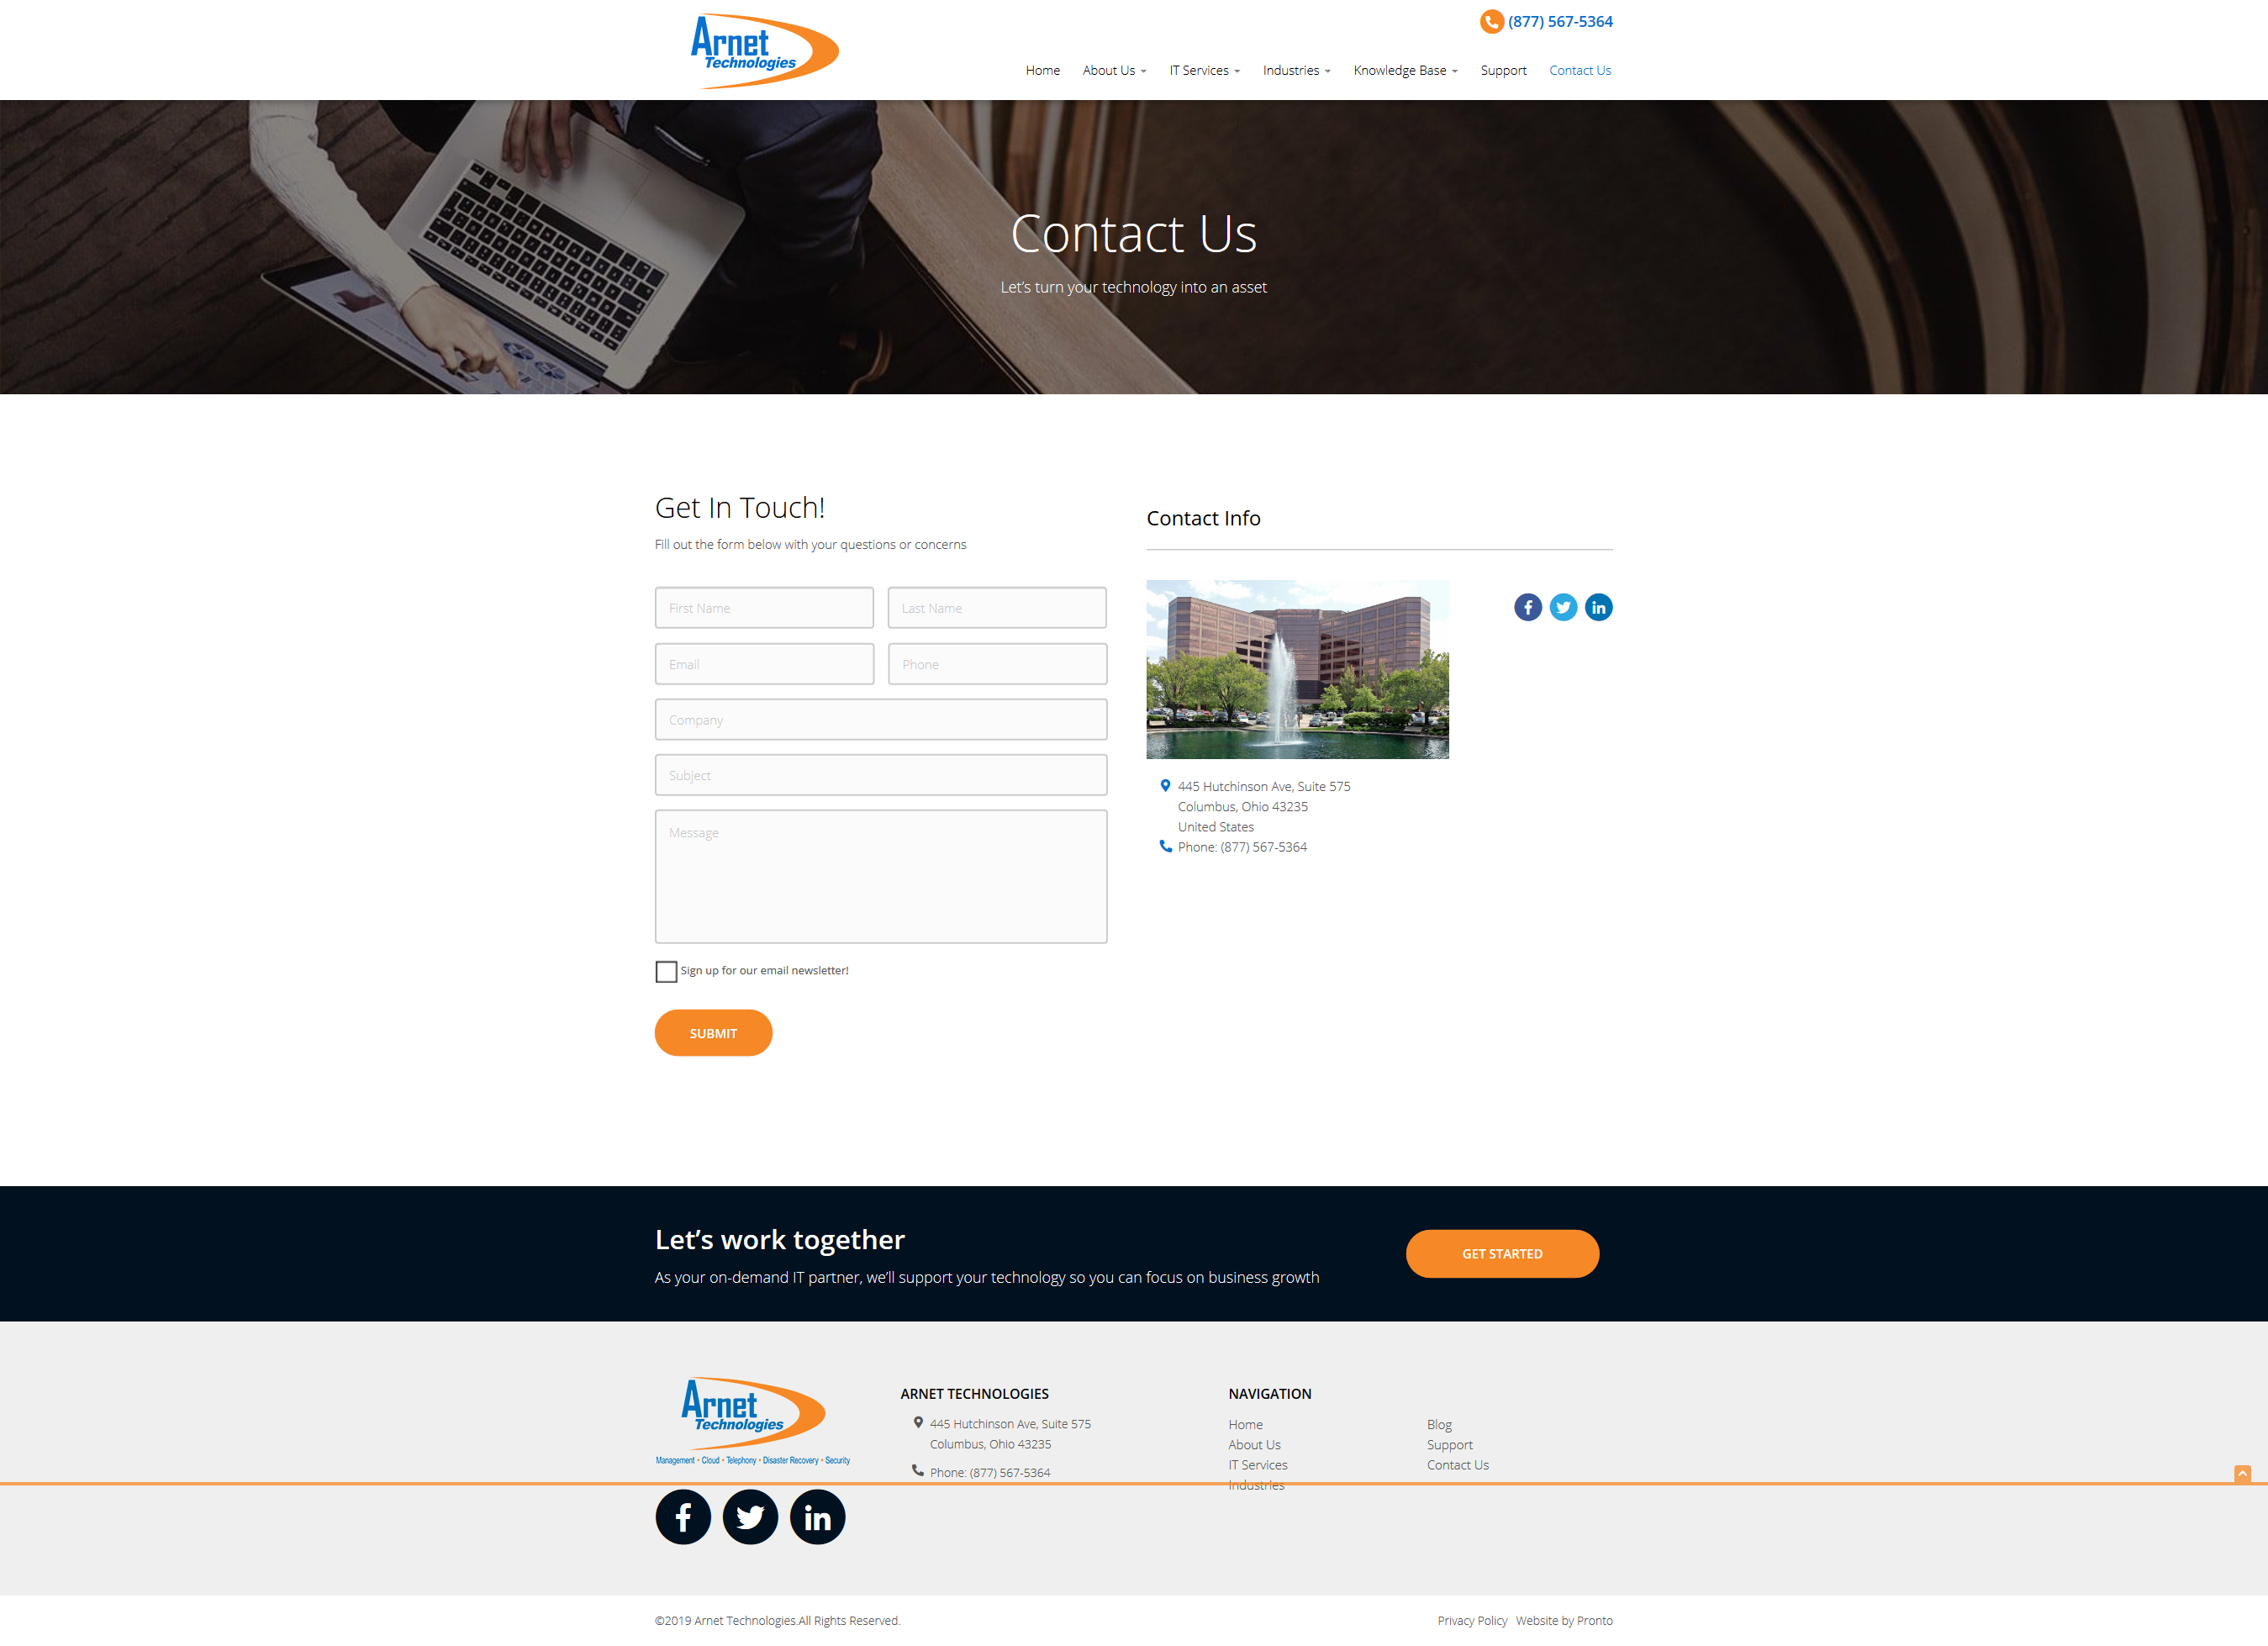 Arnet
Technologies
(877) 567-5364
Home
About Us
IT Services
Industries
Knowledge Base
Support
Contact Us
Contact Us
Let's turn your technology into an asset
Get In Touch!
Fill out the form below with your questions or concerns
First Name
Last Name
Email
Phone
Company
Subject
Message
Sign up for our email newsletter!
SUBMIT
Contact Info
445 Hutchinson Ave, Suite 575
Columbus, Ohio 43235
United States
Phone: (877) 567-5364
Let's work together
As your on-demand IT partner, we'll support your technology so you can focus on business growth
GET STARTED
Arnet
Technologies
Management • Cloud • Telephony • Disaster Recovery • Security
ARNET TECHNOLOGIES
445 Hutchinson Ave, Suite 575
Columbus, Ohio 43235
Phone: (877) 567-5364
NAVIGATION
Home
About Us
IT Services
Industries
Blog
Support
Contact Us
©2019 Arnet Technologies.All Rights Reserved.
Privacy Policy
Website by Pronto